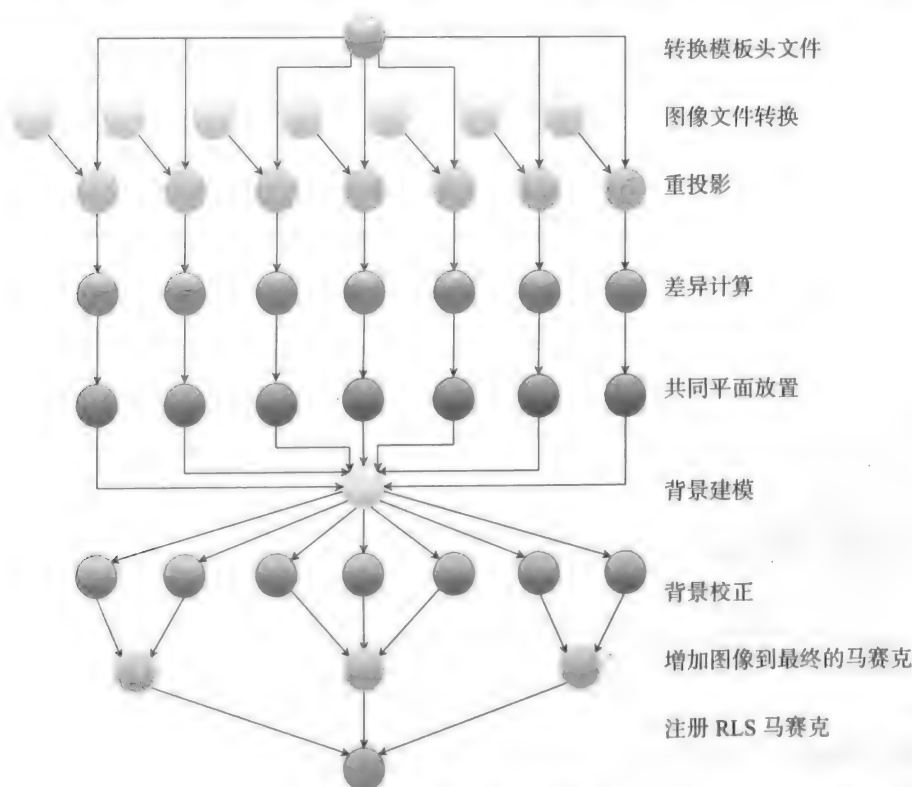 转换模板头文件
图像文件转换
重投影
差异计算
共同平面放置
背景建模
背景校正
增加图像到最终的马赛克
注册 RLS 马赛克